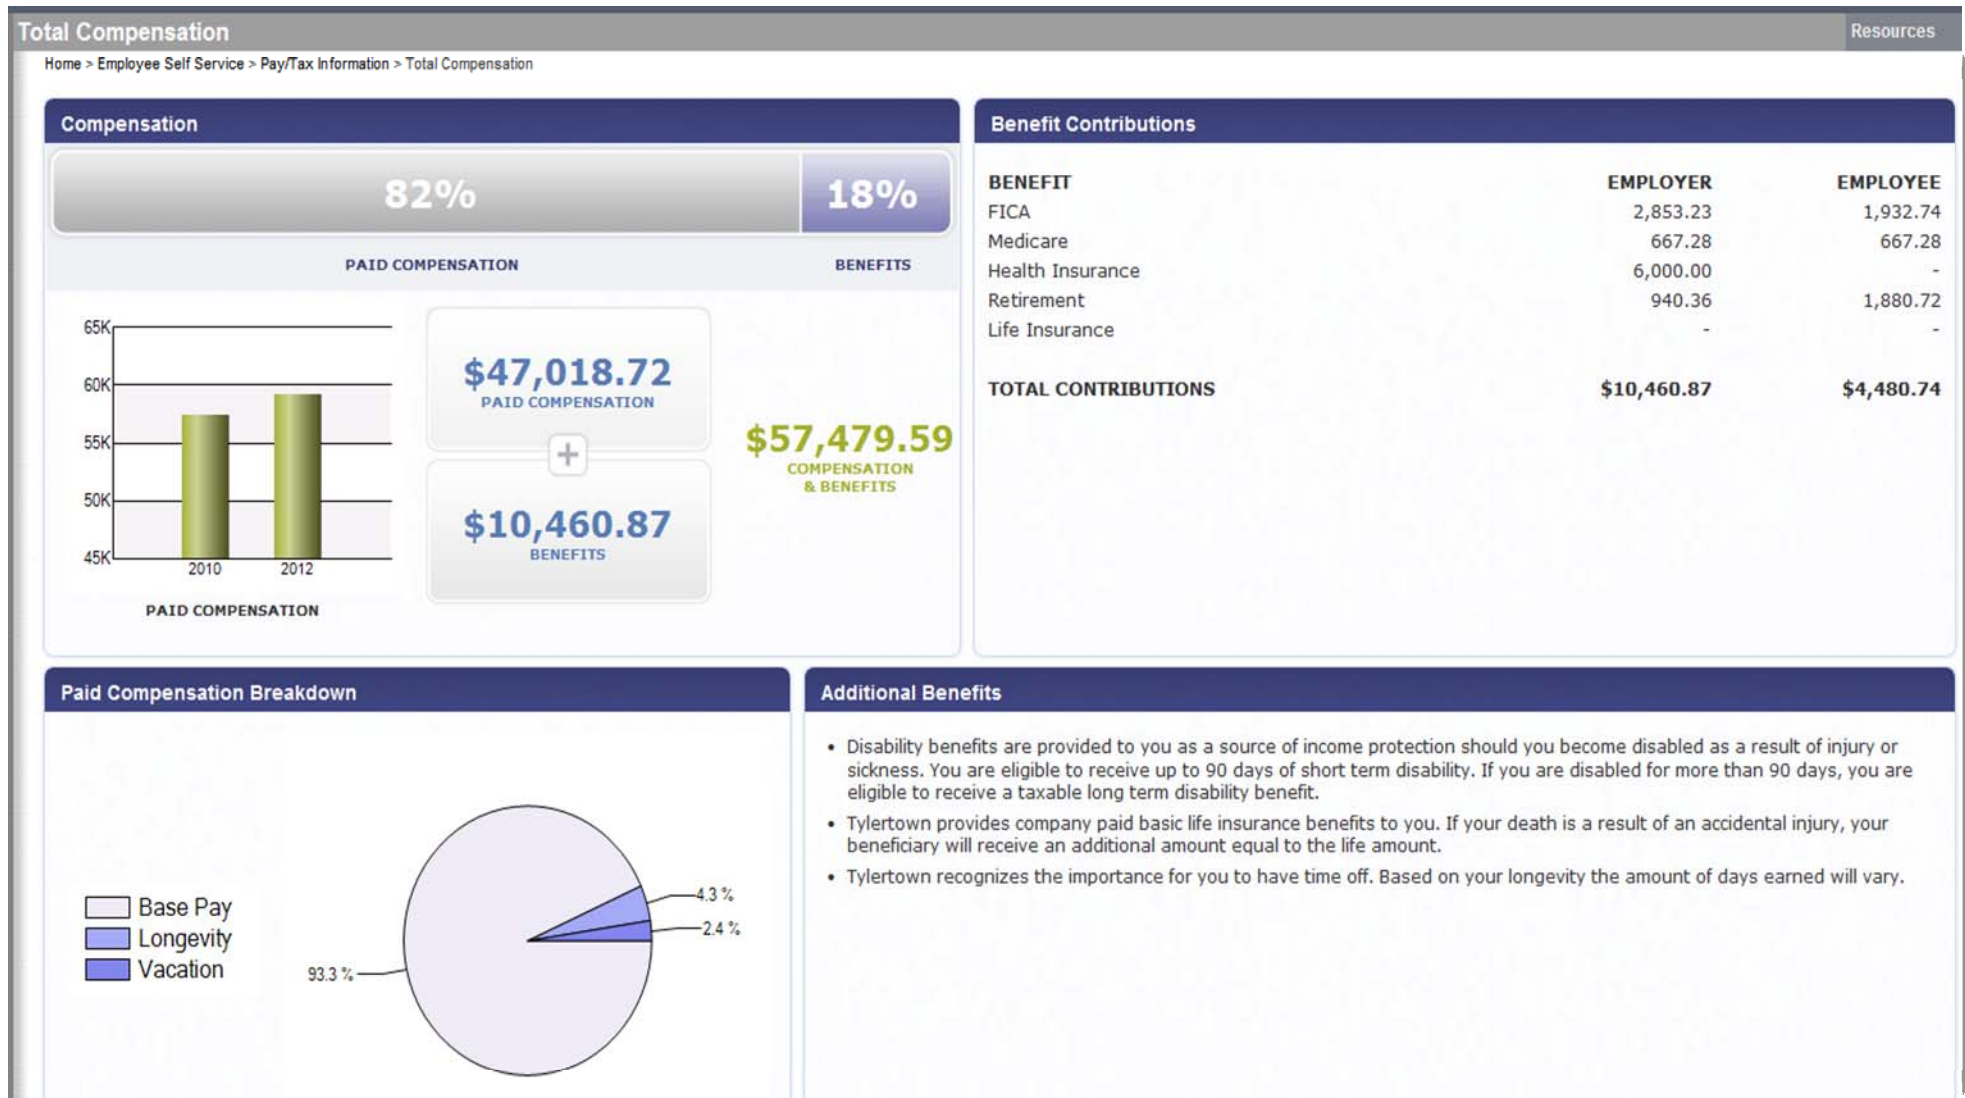 Total Compensation
Resources
Home > Employee Self Service > Pay/Tax Information > Total Compensation
Compensation
82%
18%
PAID COMPENSATION
BENEFITS
65K
60K
55K
50K
45K
2010
2012
PAID COMPENSATION
$47,018.72
PAID COMPENSATION
+
$10,460.87
BENEFITS
$57,479.59
COMPENSATION
& BENEFITS
Benefit Contributions
BENEFIT EMPLOYER EMPLOYEE
FICA 2,853.23 1,932.74
Medicare 667.28 667.28
Health Insurance 6,000.00 -
Retirement 940.36 1,880.72
Life Insurance - -
TOTAL CONTRIBUTIONS $10,460.87 $4,480.74
Paid Compensation Breakdown
Base Pay
Longevity
Vacation
93.3 %
4.3 %
2.4 %
Additional Benefits
• Disability benefits are provided to you as a source of income protection should you become disabled as a result of injury or
sickness. You are eligible to receive up to 90 days of short term disability. If you are disabled for more than 90 days, you are
eligible to receive a taxable long term disability benefit.
• Tylertown provides company paid basic life insurance benefits to you. If your death is a result of an accidental injury, your
beneficiary will receive an additional amount equal to the life amount.
• Tylertown recognizes the importance for you to have time off. Based on your longevity the amount of days earned will vary.